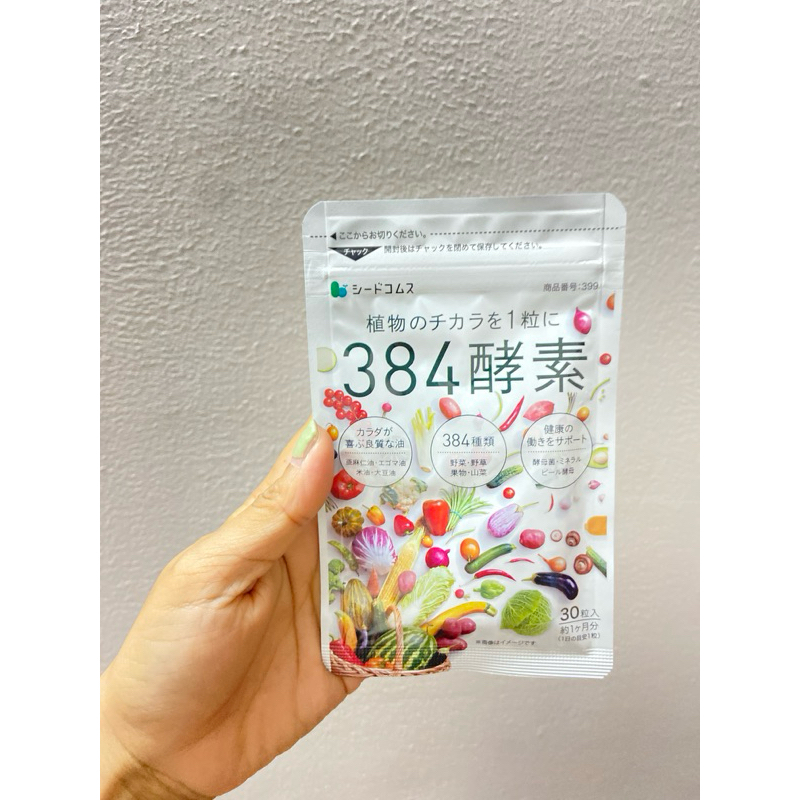 ここからお切りください。
チャック
開封後はチャックを閉めて保存してください。
シードコムス
商品番号:399
植物のチカラを1粒に
384酵素
カラダが
喜ぶ良質な油
亜麻仁油・エゴマ油
米油・大豆油
384種類
野菜・野草
果物・山菜
健康の
働きをサポート
酵母菌・ミネラル
ビール酵母
30粒入
約1ヶ月分
(1日の目安1粒)
※画像はイメージです